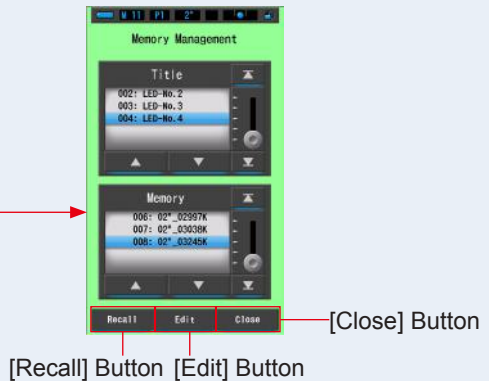 M 11 P1 2°
Memory Management
Title
002: LED-No.2
003: LED-No.3
004: LED-No.4
Memory
006: 02°_02997K
007: 02°_03038K
008: 02°_03245K
Recall Edit Close
[Close] Button
[Recall] Button [Edit] Button